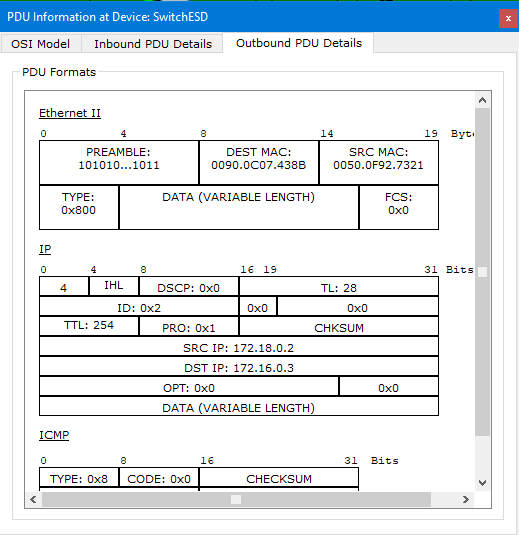 PDU Information at Device: SwitchESD
x
OSI Model Inbound PDU Details Outbound PDU Details
PDU Formats
Ethernet II
0 4 8 14 19 Byte
PREAMBLE: DEST MAC: SRC MAC:
101010...1011 0090.0C07.438B 0050.0F92.7321
TYPE: DATA (VARIABLE LENGTH) FCS:
0x800 0x0
IP
0 4 8 16 19 31 Bits
4 IHL DSCP: 0x0 TL: 28
ID: 0x2 0x0 0x0
TTL: 254 PRO: 0x1 CHKSUM
SRC IP: 172.18.0.2
DST IP: 172.16.0.3
OPT: 0x0 0x0
DATA (VARIABLE LENGTH)
ICMP
0 8 16 31 Bits
TYPE: 0x8 CODE: 0x0 CHECKSUM